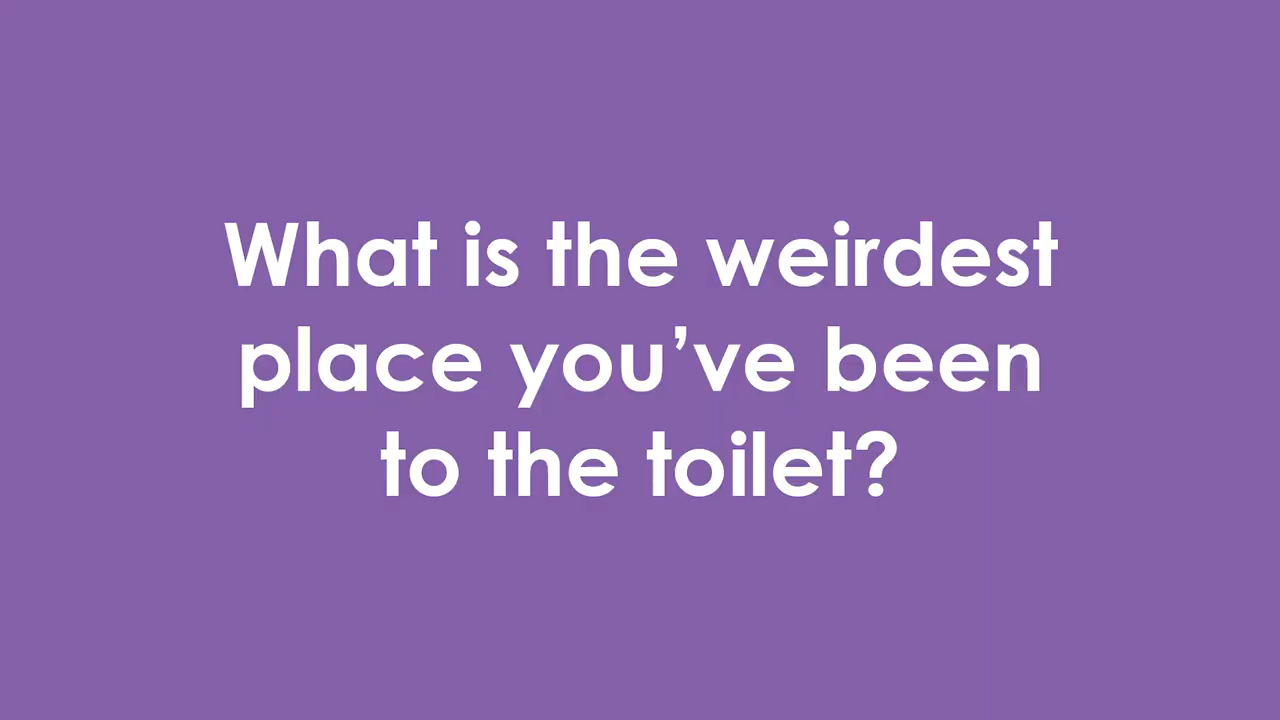 What is the weirdest
place you’ve been
to the toilet?